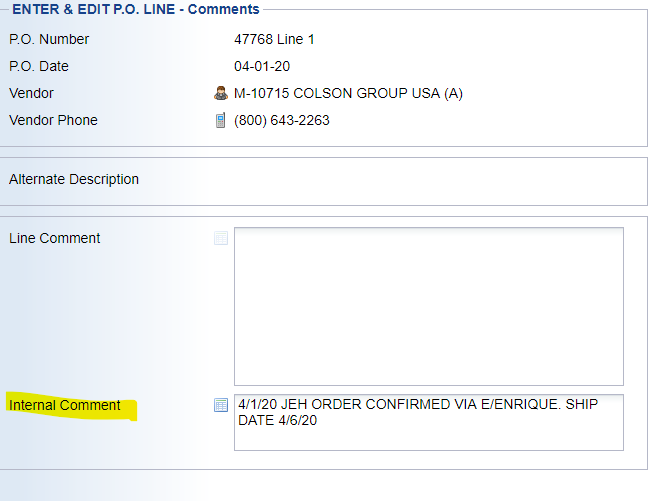 ENTER & EDIT P.O. LINE - Comments
P.O. Number 47768 Line 1
P.O. Date 04-01-20
Vendor M-10715 COLSON GROUP USA (A)
Vendor Phone (800) 643-2263
Alternate Description
Line Comment
Internal Comment 4/1/20 JEH ORDER CONFIRMED VIA E/ENRIQUE. SHIP
DATE 4/6/20